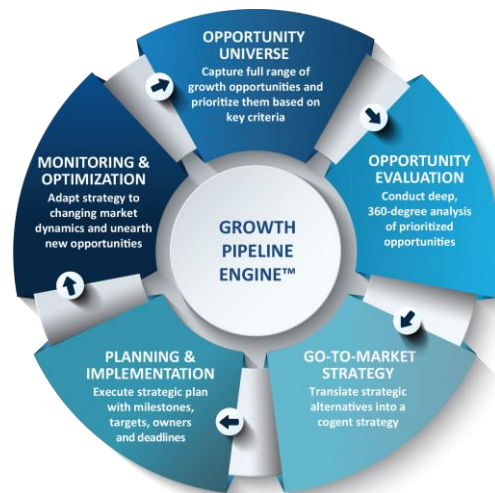 OPPORTUNITY
UNIVERSE
Capture full range of
growth opportunities and
prioritize them based on
key criteria
OPPORTUNITY
EVALUATION
Conduct deep,
360-degree analysis
of prioritized
opportunities
GO-TO-MARKET
STRATEGY
Translate strategic
alternatives into a
cogent strategy
PLANNING &
IMPLEMENTATION
Execute strategic plan
with milestones,
targets, owners
and deadlines
MONITORING &
OPTIMIZATION
Adapt strategy to
changing market
dynamics and unearth
new opportunities
GROWTH
PIPELINE
ENGINE™